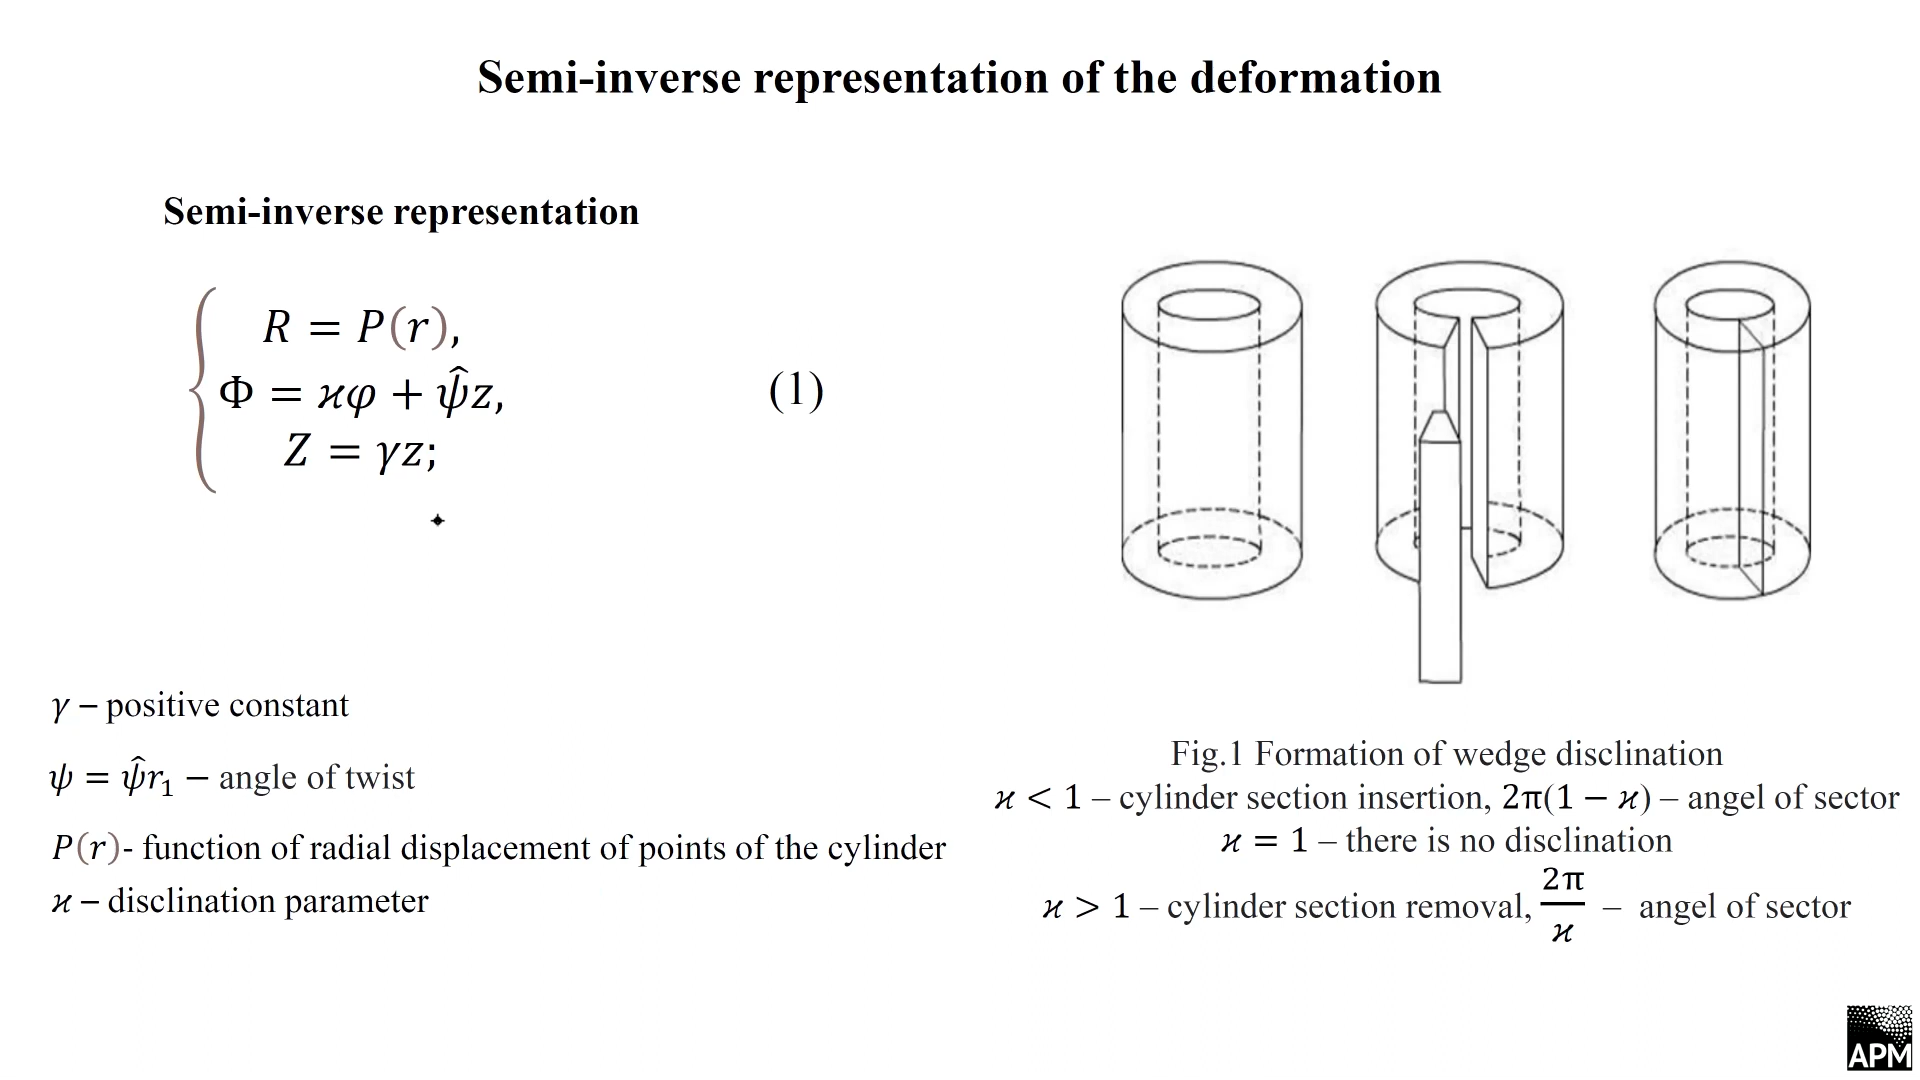 Semi-inverse representation of the deformation
Semi-inverse representation
R = P(r),
Φ = ϰφ + ψ̂z,
Z = γz;
(1)
γ – positive constant
ψ = ψ̂r₁ – angle of twist
P(r)- function of radial displacement of points of the cylinder
ϰ – disclination parameter
Fig.1 Formation of wedge disclination
ϰ < 1 – cylinder section insertion, 2π(1 − ϰ) – angel of sector
ϰ = 1 – there is no disclination
ϰ > 1 – cylinder section removal, 2π/ϰ – angel of sector
APM